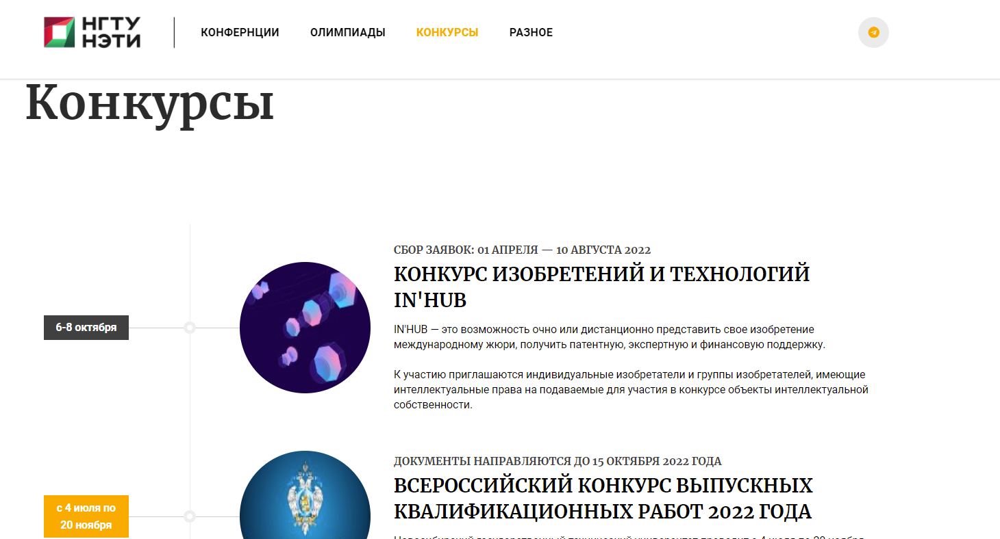 НГТУ
НЭТИ
КОНФЕРНЦИИ
ОЛИМПИАДЫ
КОНКУРСЫ
РАЗНОЕ
Конкурсы
6-8 октября
СБОР ЗАЯВОК: 01 АПРЕЛЯ — 10 АВГУСТА 2022
КОНКУРС ИЗОБРЕТЕНИЙ И ТЕХНОЛОГИЙ
IN'HUB
IN'HUB — это возможность очно или дистанционно представить свое изобретение
международному жюри, получить патентную, экспертную и финансовую поддержку.
К участию приглашаются индивидуальные изобретатели и группы изобретателей, имеющие
интеллектуальные права на подаваемые для участия в конкурсе объекты интеллектуальной
собственности.
с 4 июля по
20 ноября
ДОКУМЕНТЫ НАПРАВЛЯЮТСЯ ДО 15 ОКТЯБРЯ 2022 ГОДА
ВСЕРОССИЙСКИЙ КОНКУРС ВЫПУСКНЫХ
КВАЛИФИКАЦИОННЫХ РАБОТ 2022 ГОДА